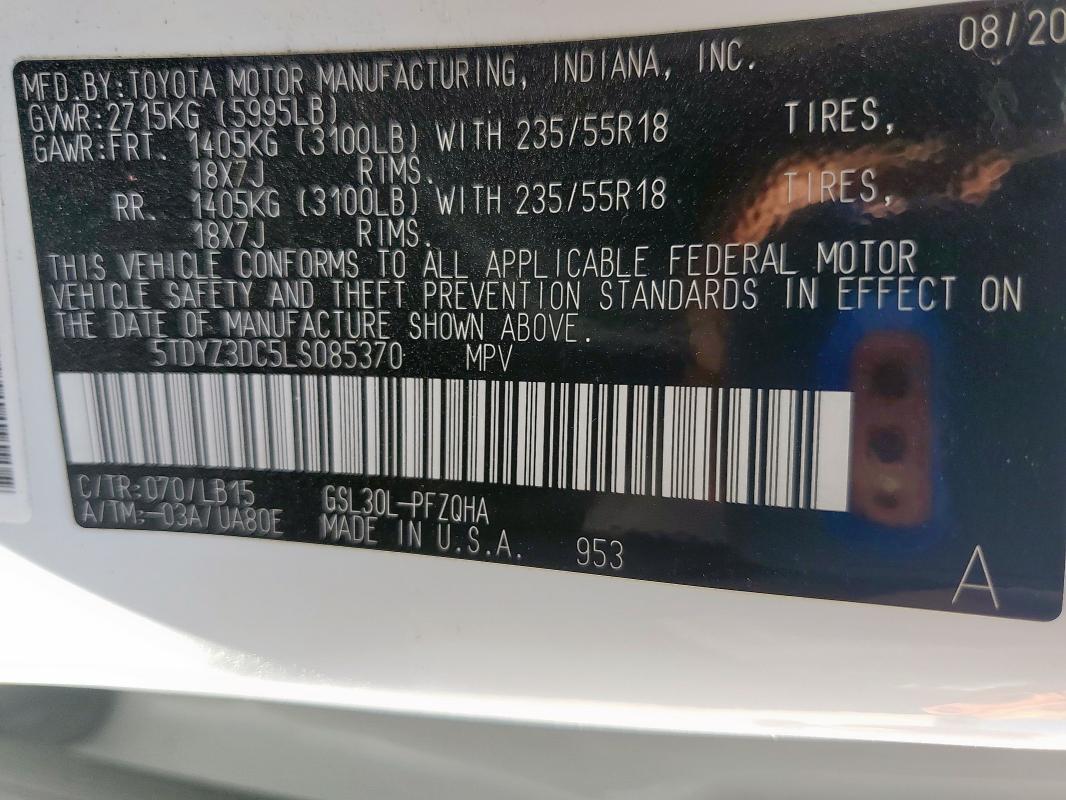 08/20
MFD.BY:TOYOTA MOTOR MANUFACTURING, INDIANA, INC.
GVWR:2715KG (5995LB)
GAWR:FRT. 1405KG (3100LB) WITH 235/55R18 TIRES,
18X7J RIMS.
RR. 1405KG (3100LB) WITH 235/55R18 TIRES,
18X7J RIMS.
THIS VEHICLE CONFORMS TO ALL APPLICABLE FEDERAL MOTOR
VEHICLE SAFETY AND THEFT PREVENTION STANDARDS IN EFFECT ON
THE DATE OF MANUFACTURE SHOWN ABOVE.
5TDYZ3DC5LS085370 MPV
C/TR:070/LB15 GSL30L-PFZQHA
A/TM:-03A/UA80E MADE IN U.S.A. 953
A